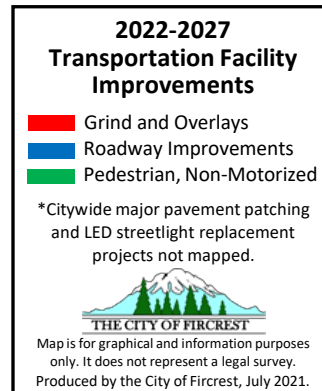 2022-2027
Transportation Facility
Improvements
Grind and Overlays
Roadway Improvements
Pedestrian, Non-Motorized
*Citywide major pavement patching
and LED streetlight replacement
projects not mapped.
THE CITY OF FIRCREST
Map is for graphical and information purposes
only. It does not represent a legal survey.
Produced by the City of Fircrest, July 2021.